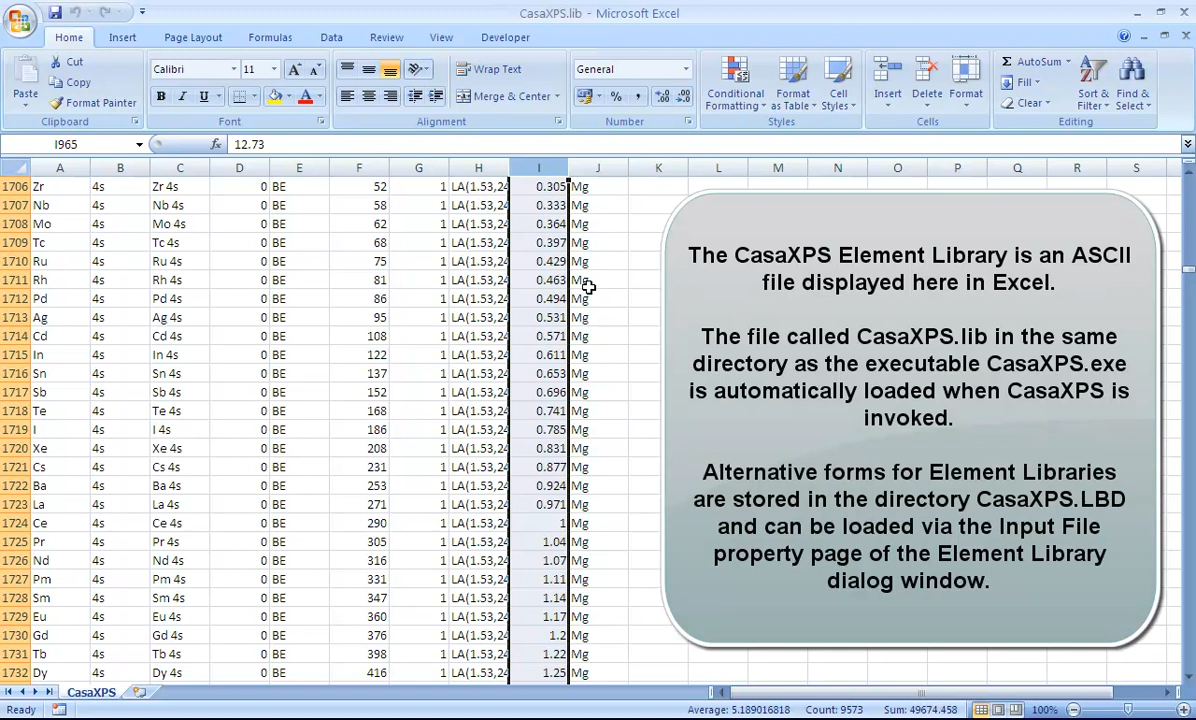 CasaXPS.lib - Microsoft Excel
Home Insert Page Layout Formulas Data Review View Developer
Cut
Copy
Format Painter
Paste
Clipboard
Calibri 11
B I U
Font
Wrap Text
Merge & Center
Alignment
General
Number
Conditional Formatting
Format as Table
Cell Styles
Styles
Insert
Delete
Format
Cells
AutoSum
Fill
Clear
Sort & Filter
Find & Select
Editing
I965 fx 12.73
A B C D E F G H I J K L M N O P Q R S
1706 Zr 4s Zr 4s 0 BE 52 1 LA(1.53,24 0.305 Mg
1707 Nb 4s Nb 4s 0 BE 58 1 LA(1.53,24 0.333 Mg
1708 Mo 4s Mo 4s 0 BE 62 1 LA(1.53,24 0.364 Mg
1709 Tc 4s Tc 4s 0 BE 68 1 LA(1.53,24 0.397 Mg
1710 Ru 4s Ru 4s 0 BE 75 1 LA(1.53,24 0.429 Mg
1711 Rh 4s Rh 4s 0 BE 81 1 LA(1.53,24 0.463 Mg
1712 Pd 4s Pd 4s 0 BE 86 1 LA(1.53,24 0.494 Mg
1713 Ag 4s Ag 4s 0 BE 95 1 LA(1.53,24 0.531 Mg
1714 Cd 4s Cd 4s 0 BE 108 1 LA(1.53,24 0.571 Mg
1715 In 4s In 4s 0 BE 122 1 LA(1.53,24 0.611 Mg
1716 Sn 4s Sn 4s 0 BE 137 1 LA(1.53,24 0.653 Mg
1717 Sb 4s Sb 4s 0 BE 152 1 LA(1.53,24 0.696 Mg
1718 Te 4s Te 4s 0 BE 168 1 LA(1.53,24 0.741 Mg
1719 I 4s I 4s 0 BE 186 1 LA(1.53,24 0.785 Mg
1720 Xe 4s Xe 4s 0 BE 208 1 LA(1.53,24 0.831 Mg
1721 Cs 4s Cs 4s 0 BE 231 1 LA(1.53,24 0.877 Mg
1722 Ba 4s Ba 4s 0 BE 253 1 LA(1.53,24 0.924 Mg
1723 La 4s La 4s 0 BE 271 1 LA(1.53,24 0.971 Mg
1724 Ce 4s Ce 4s 0 BE 290 1 LA(1.53,24 1 Mg
1725 Pr 4s Pr 4s 0 BE 305 1 LA(1.53,24 1.04 Mg
1726 Nd 4s Nd 4s 0 BE 316 1 LA(1.53,24 1.07 Mg
1727 Pm 4s Pm 4s 0 BE 331 1 LA(1.53,24 1.11 Mg
1728 Sm 4s Sm 4s 0 BE 347 1 LA(1.53,24 1.14 Mg
1729 Eu 4s Eu 4s 0 BE 360 1 LA(1.53,24 1.17 Mg
1730 Gd 4s Gd 4s 0 BE 376 1 LA(1.53,24 1.2 Mg
1731 Tb 4s Tb 4s 0 BE 398 1 LA(1.53,24 1.22 Mg
1732 Dy 4s Dy 4s 0 BE 416 1 LA(1.53,24 1.25 Mg
The CasaXPS Element Library is an ASCII
file displayed here in Excel.
The file called CasaXPS.lib in the same
directory as the executable CasaXPS.exe
is automatically loaded when CasaXPS is
invoked.
Alternative forms for Element Libraries
are stored in the directory CasaXPS.LBD
and can be loaded via the Input File
property page of the Element Library
dialog window.
CasaXPS
Ready Average: 5.189016818 Count: 9573 Sum: 49674.458 100%